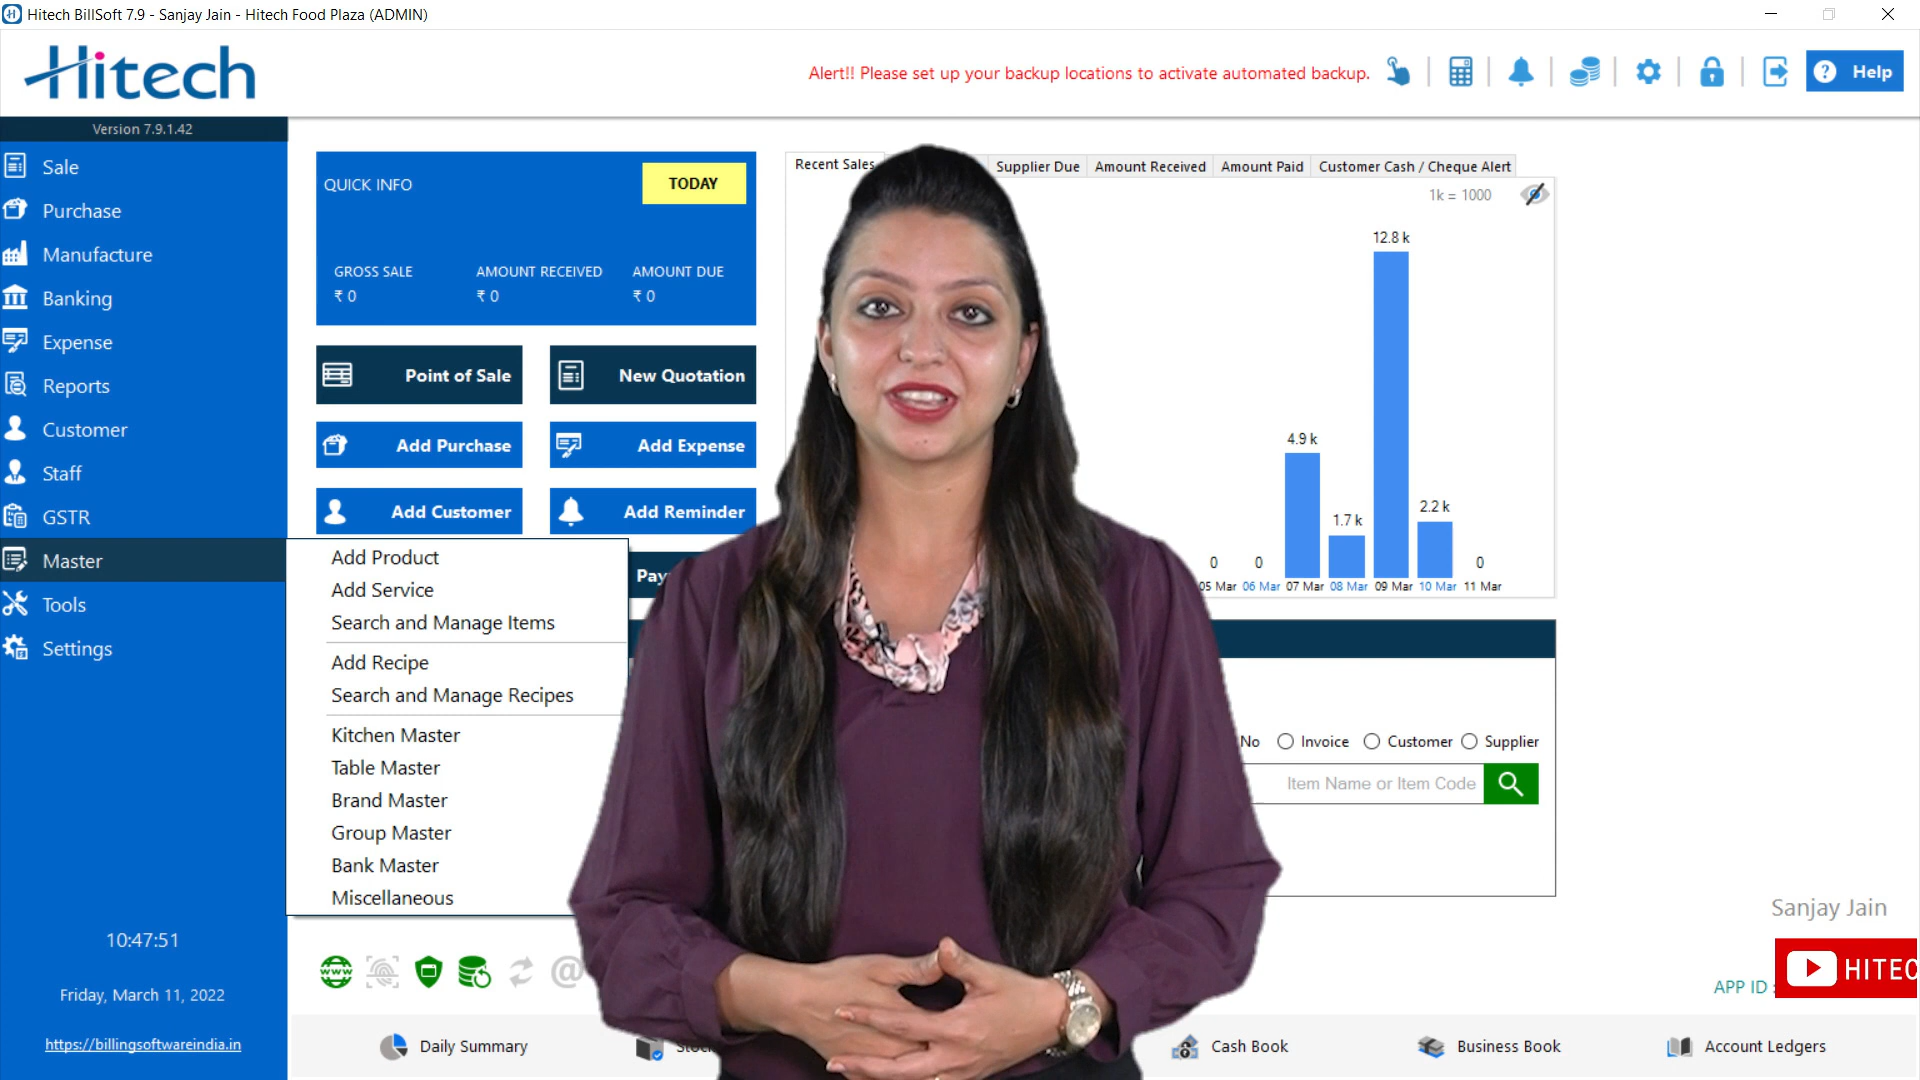 Hitech BillSoft 7.9 - Sanjay Jain - Hitech Food Plaza (ADMIN)
Hitech
Alert!! Please set up your backup locations to activate automated backup.
Help
Version 7.9.1.42
Sale
Purchase
Manufacture
Banking
Expense
Reports
Customer
Staff
GSTR
Master
Tools
Settings
10:47:51
Friday, March 11, 2022
https://billingsoftwareindia.in
QUICK INFO
TODAY
GROSS SALE AMOUNT RECEIVED AMOUNT DUE
₹ 0 ₹ 0 ₹ 0
Point of Sale New Quotation
Add Purchase Add Expense
Add Customer Add Reminder
Pay
Add Product
Add Service
Search and Manage Items
Add Recipe
Search and Manage Recipes
Kitchen Master
Table Master
Brand Master
Group Master
Bank Master
Miscellaneous
Recent Sales Supplier Due Amount Received Amount Paid Customer Cash / Cheque Alert
1k = 1000
12.8 k
4.9 k
2.2 k
1.7 k
0 0 0
05 Mar 06 Mar 07 Mar 08 Mar 09 Mar 10 Mar 11 Mar
No Invoice Customer Supplier
Item Name or Item Code
Sanjay Jain
HITEC
APP ID :
WWW
@
Daily Summary Cash Book Business Book Account Ledgers